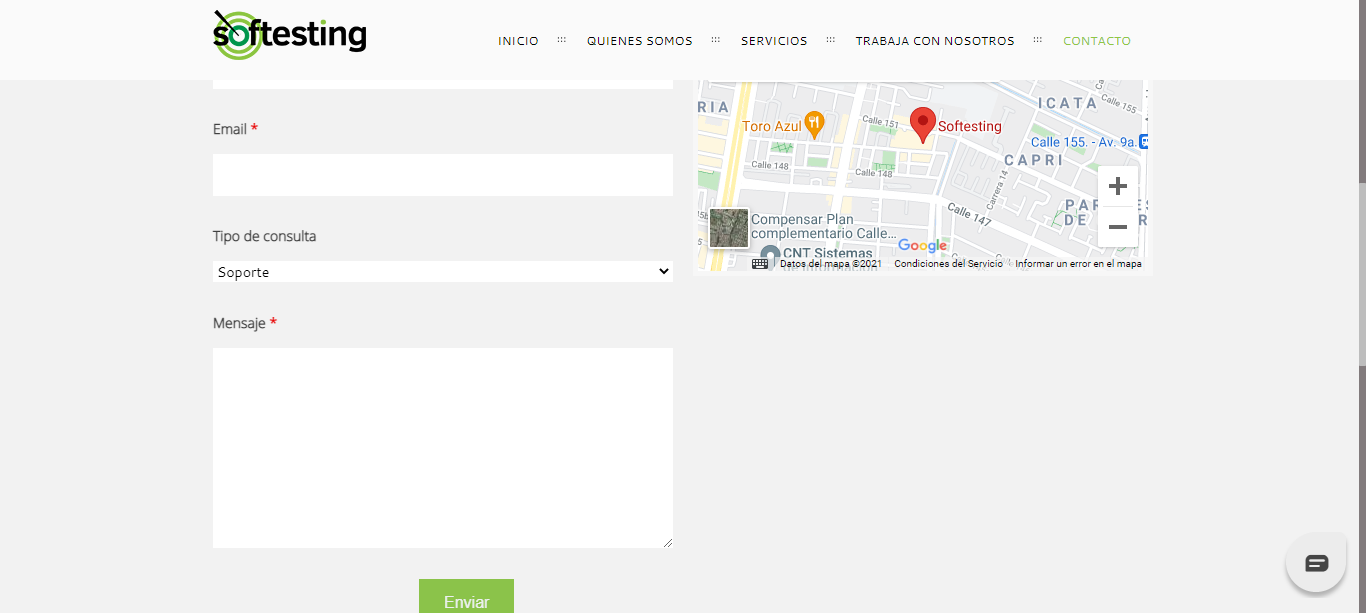 softesting
INICIO
QUIENES SOMOS
SERVICIOS
TRABAJA CON NOSOTROS
CONTACTO
Email *
Tipo de consulta
Soporte
Mensaje *
Enviar
RIA
ICATA
Calle 155
Toro Azul
Calle 151
Softesting
Calle 155. - Av. 9a.
CAPRI
Calle 148
Calle 148
Carrera 14
Calle 147
Compensar Plan
complementario Calle...
CNT Sistemas
de Información
Google
Datos del mapa ©2021
Condiciones del Servicio
Informar un error en el mapa